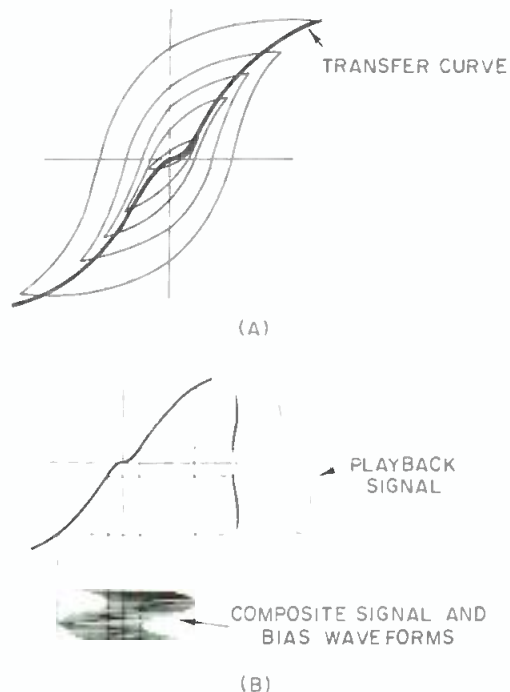 TRANSFER CURVE
(A)
PLAYBACK
SIGNAL
COMPOSITE SIGNAL AND
BIAS WAVEFORMS
(B)